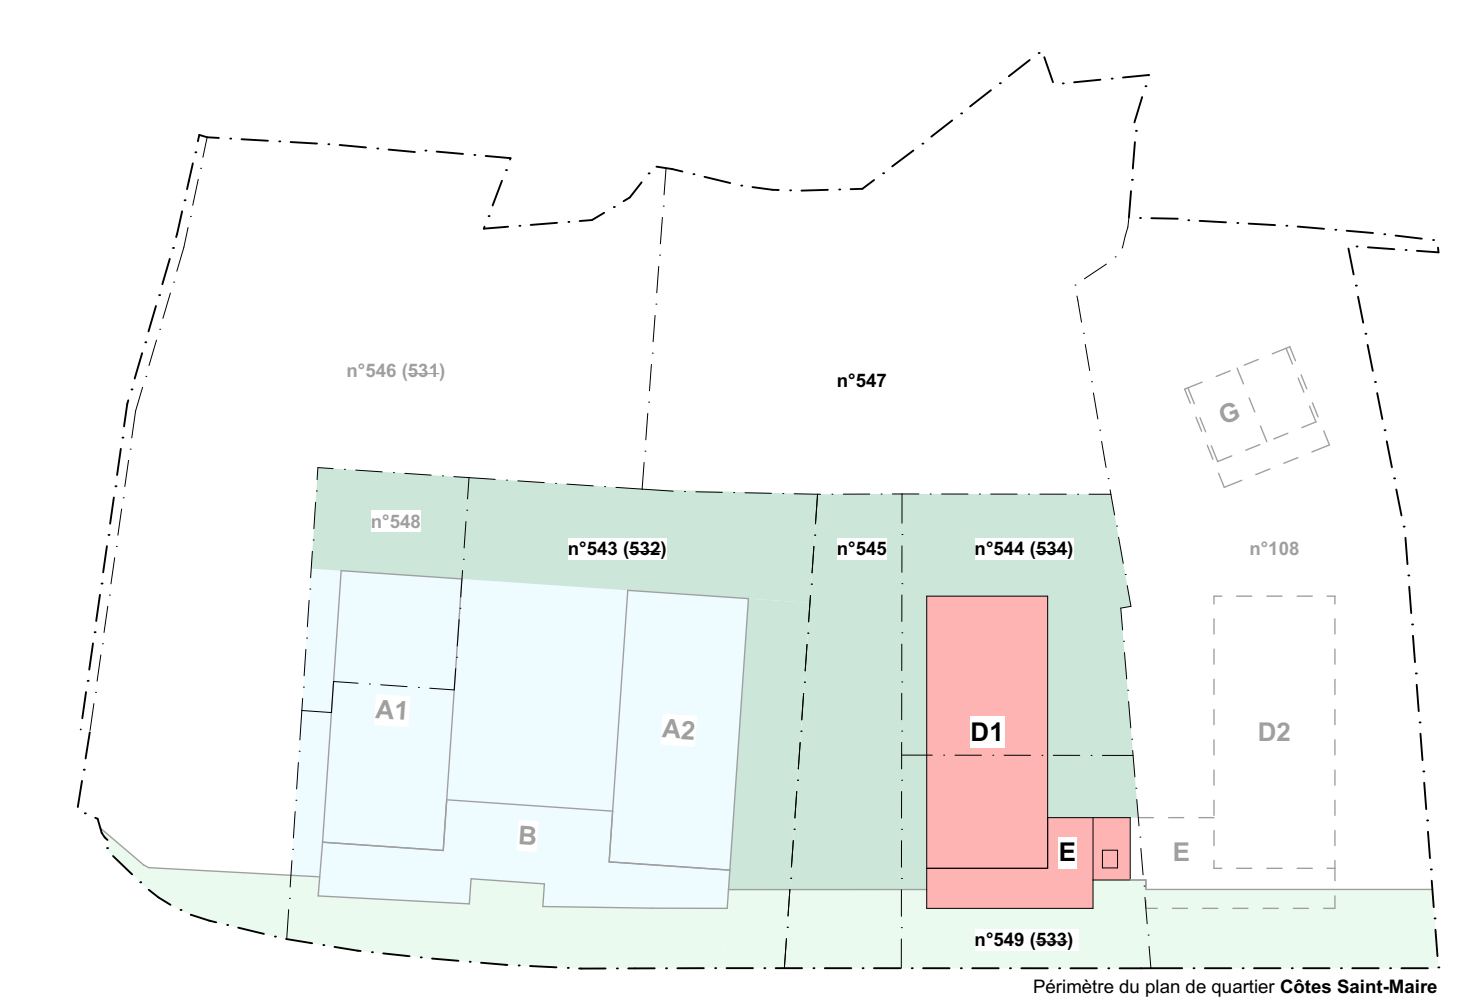 n°546 (531)
n°547
G
n°548
n°543 (532)
n°545
n°544 (534)
n°108
A1
A2
D1
D2
B
E
E
n°549 (533)
Périmètre du plan de quartier Côtes Saint-Maire